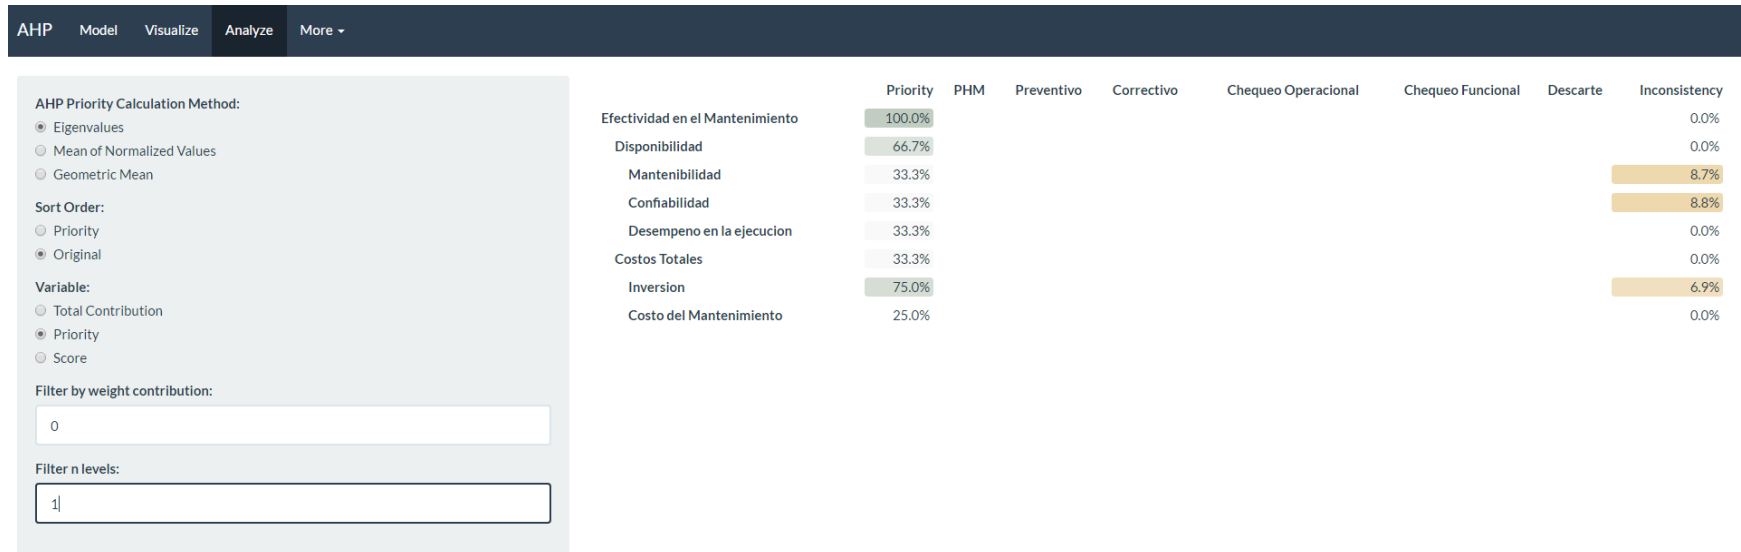 AHP Model Visualize Analyze More
AHP Priority Calculation Method:
Eigenvalues
Mean of Normalized Values
Geometric Mean
Sort Order:
Priority
Original
Variable:
Total Contribution
Priority
Score
Filter by weight contribution:
0
Filter n levels:
1
Priority PHM Preventivo Correctivo Chequeo Operacional Chequeo Funcional Descarte Inconsistency
Efectividad en el Mantenimiento 100.0% 0.0%
Disponibilidad 66.7% 0.0%
Mantenibilidad 33.3% 8.7%
Confiabilidad 33.3% 8.8%
Desempeno en la ejecucion 33.3% 0.0%
Costos Totales 33.3% 0.0%
Inversion 75.0% 6.9%
Costo del Mantenimiento 25.0% 0.0%